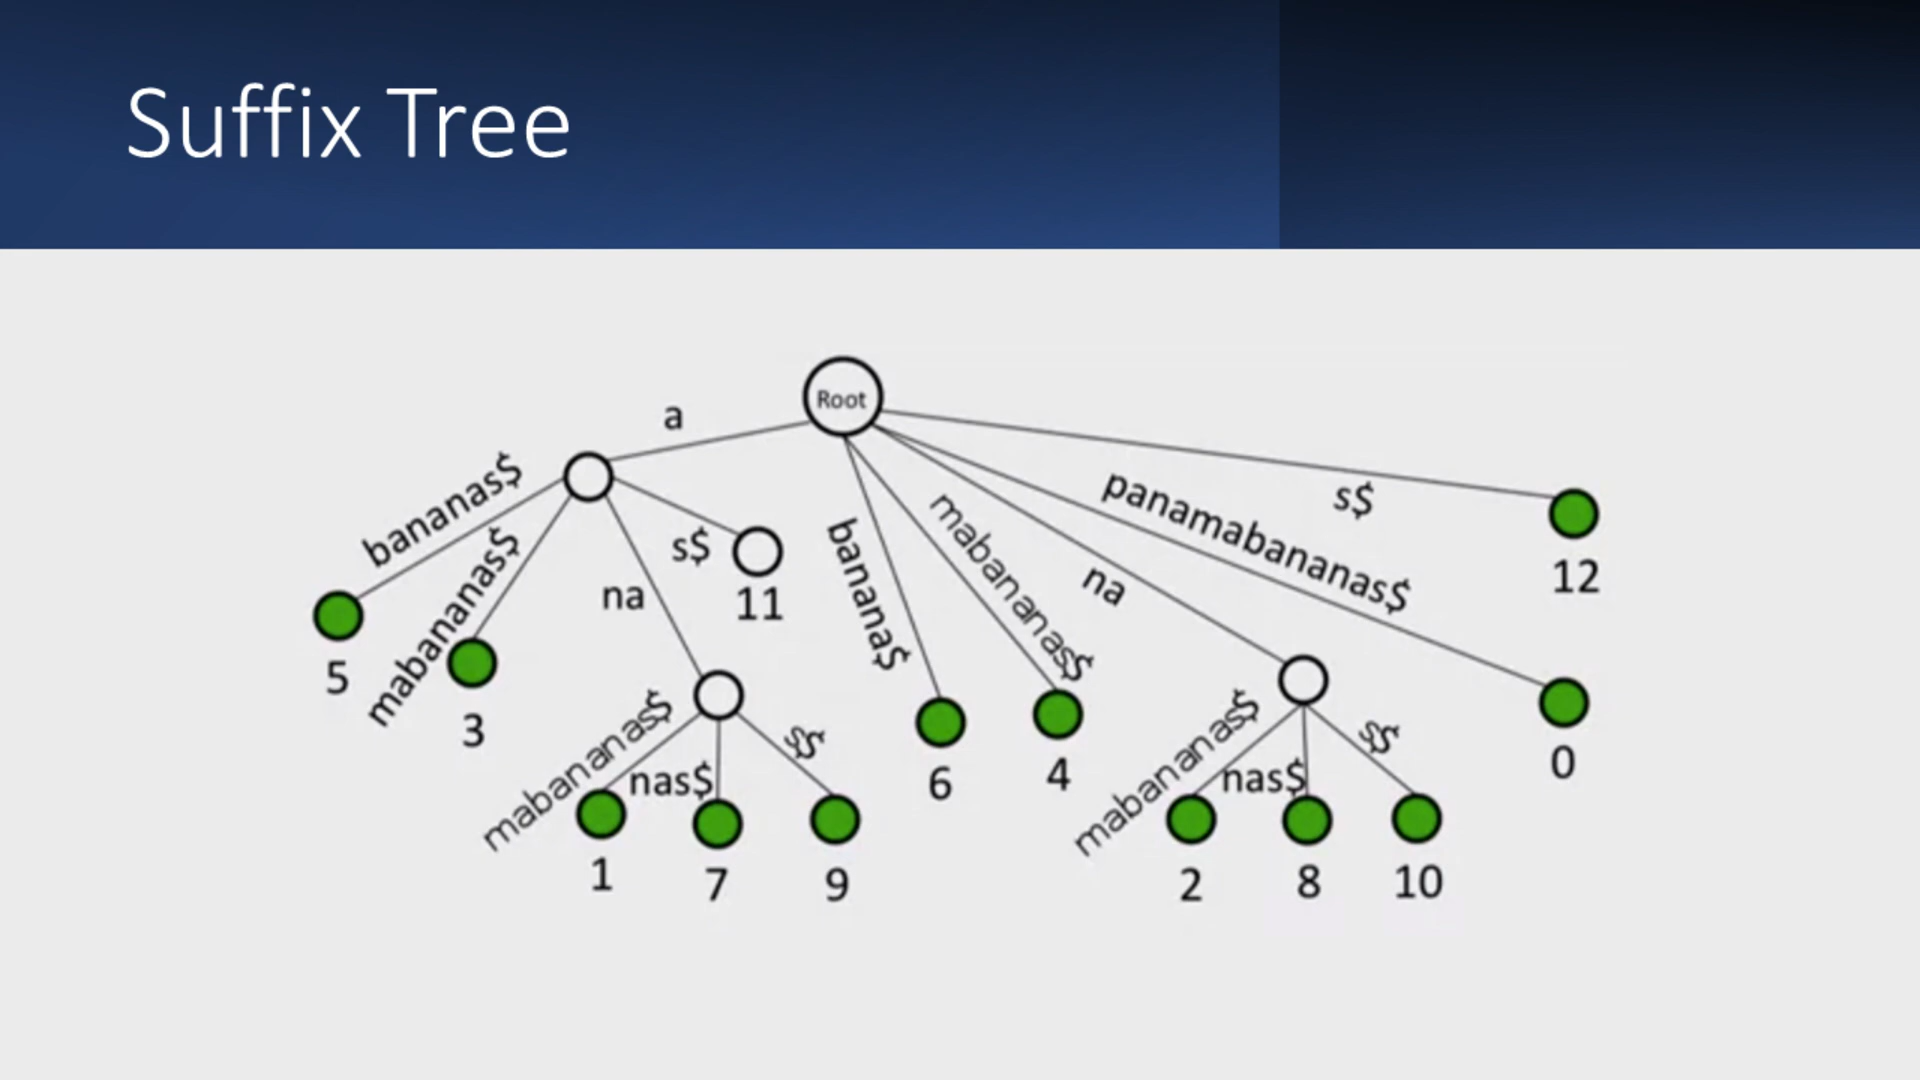 Suffix Tree
Root
a
bananas$
mabananas$
na
s$
banana$
mabananas$
na
panamabananas$
s$
5
3
11
12
mabananas$
nas$
s$
6
4
mabananas$
nas$
s$
0
1
7
9
2
8
10